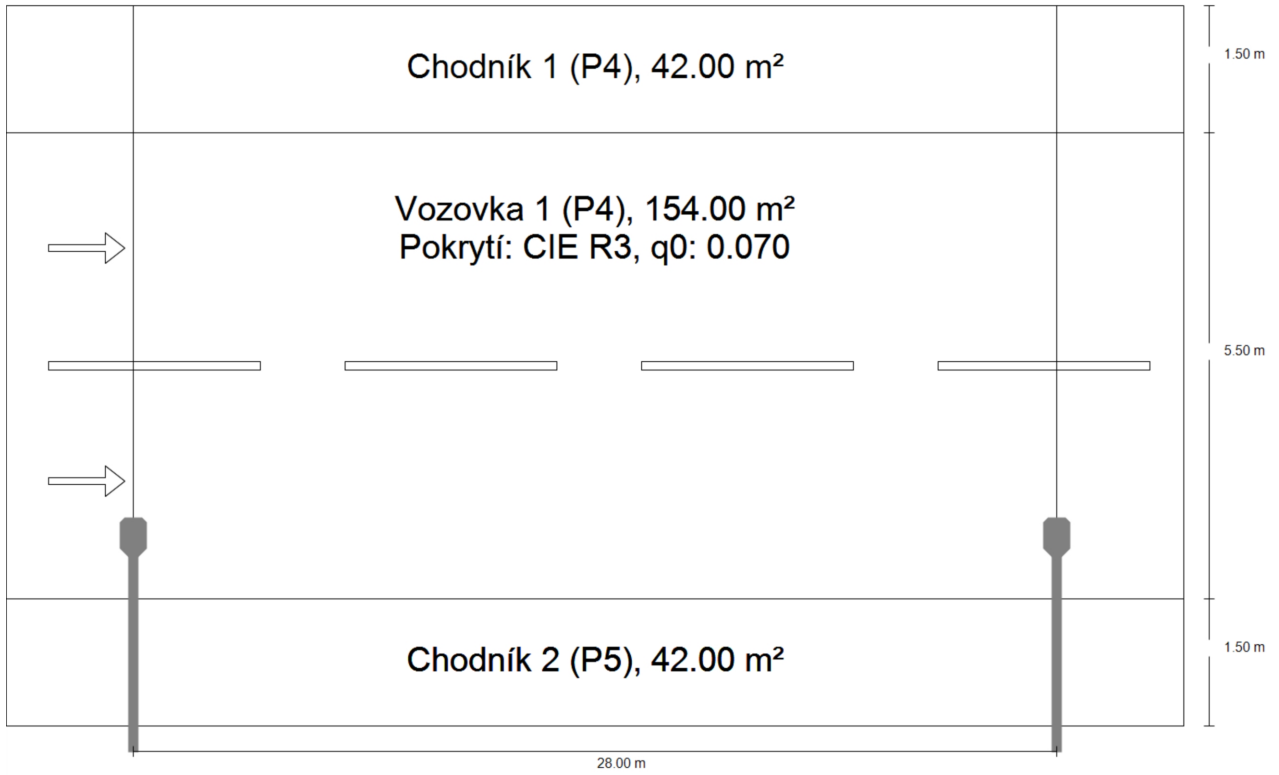 Chodník 1 (P4), 42.00 m²
1.50 m
Vozovka 1 (P4), 154.00 m²
Pokrytí: CIE R3, q0: 0.070
5.50 m
Chodník 2 (P5), 42.00 m²
1.50 m
28.00 m